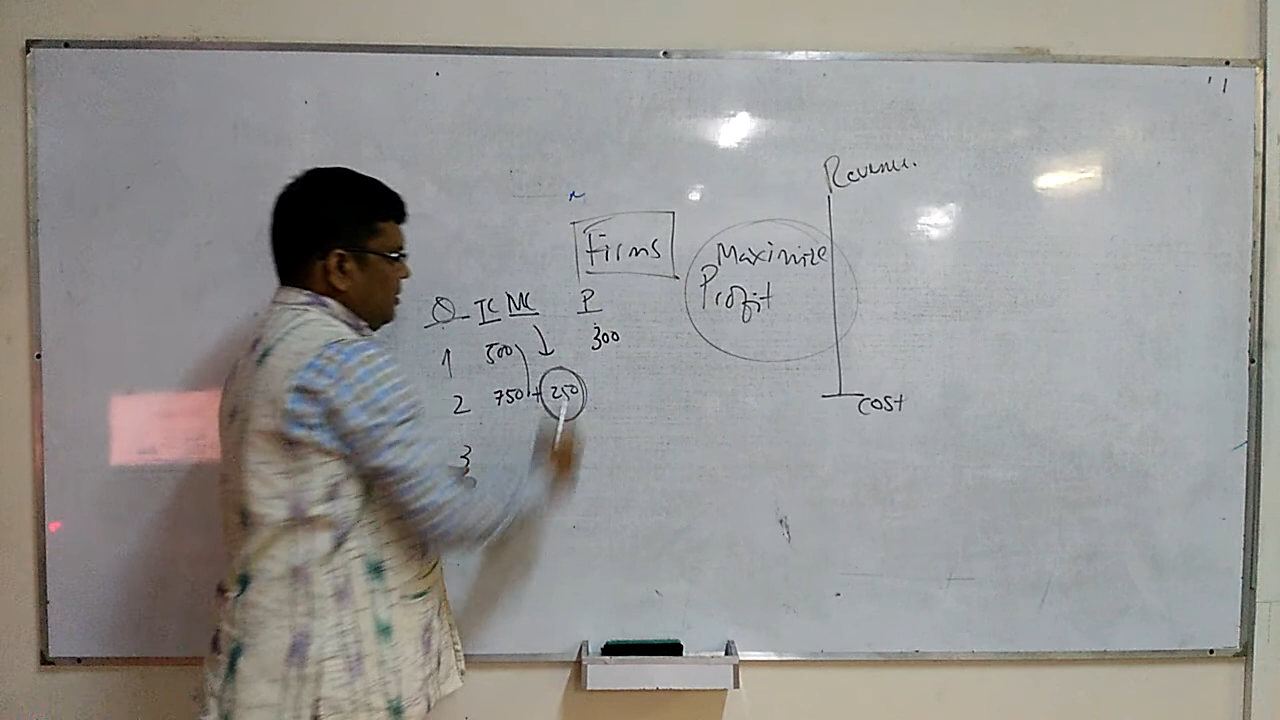 Revenue.
Firms
Maximize
Profit
Q TC MC P
1 500 300
2 750 + 250
3
cost